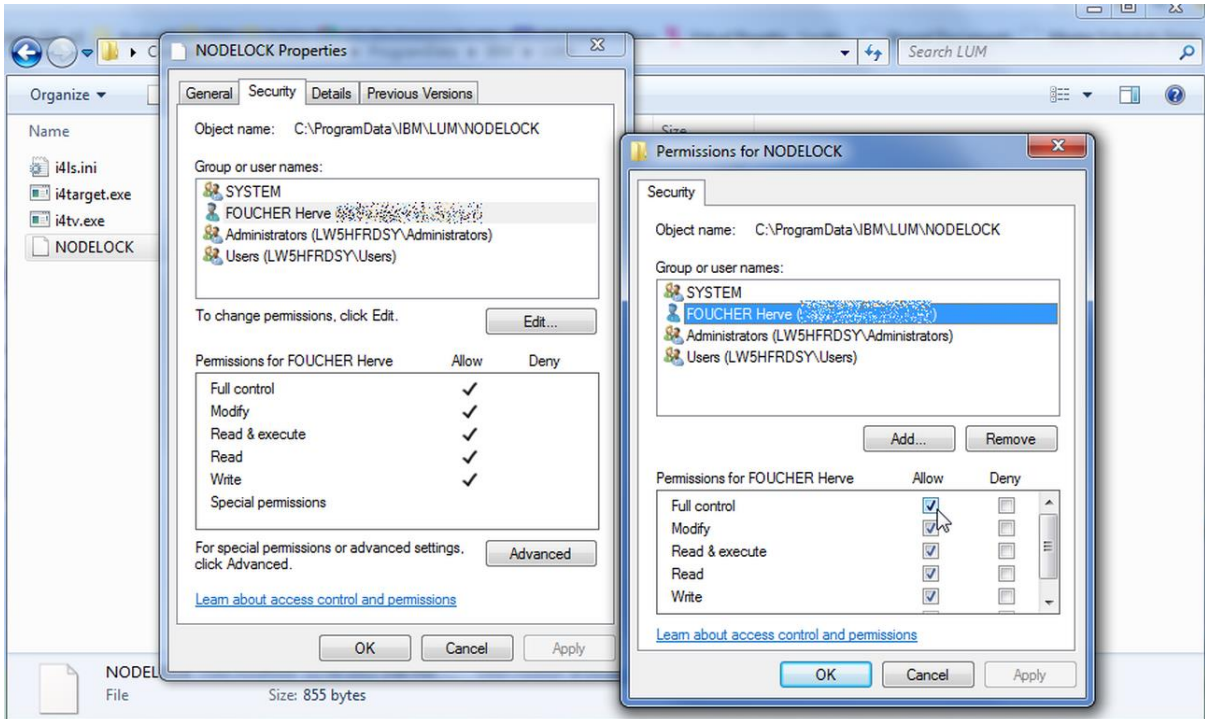 C
Search LUM
Organize
Name
Size
i4ls.ini
i4target.exe
i4tv.exe
NODELOCK
NODELOCK Properties
General Security Details Previous Versions
Object name: C:\ProgramData\IBM\LUM\NODELOCK
Group or user names:
SYSTEM
FOUCHER Herve
Administrators (LW5HFRDSY\Administrators)
Users (LW5HFRDSY\Users)
To change permissions, click Edit.
Edit...
Permissions for FOUCHER Herve Allow Deny
Full control
Modify
Read & execute
Read
Write
Special permissions
For special permissions or advanced settings,
click Advanced.
Advanced
Learn about access control and permissions
OK Cancel Apply
Permissions for NODELOCK
Security
Object name: C:\ProgramData\IBM\LUM\NODELOCK
Group or user names:
SYSTEM
FOUCHER Herve (
)
Administrators (LW5HFRDSY\Administrators)
Users (LW5HFRDSY\Users)
Add... Remove
Permissions for FOUCHER Herve Allow Deny
Full control
Modify
Read & execute
Read
Write
Learn about access control and permissions
OK Cancel Apply
NODEL
File Size: 855 bytes